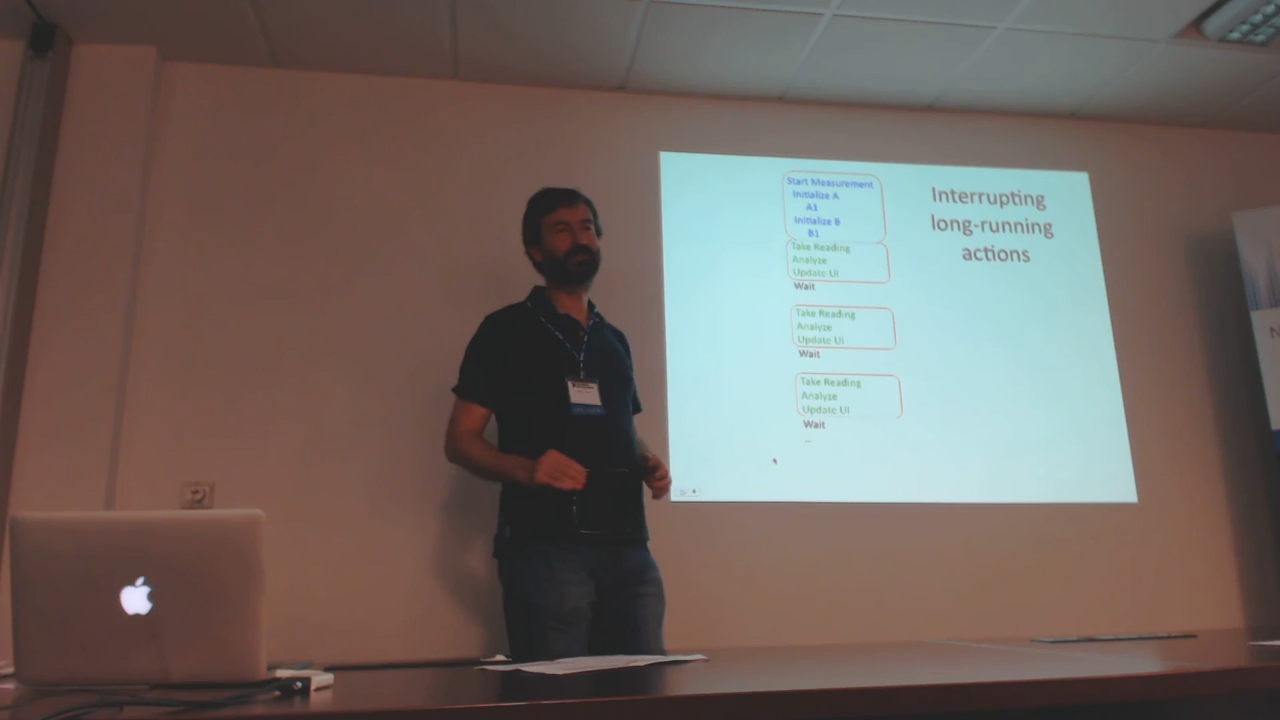 Start Measurement
Initialize A
A1
Initialize B
B1
Take Reading
Analyze
Update UI
Wait
Take Reading
Analyze
Update UI
Wait
Take Reading
Analyze
Update UI
Wait
...
Interrupting
long-running
actions